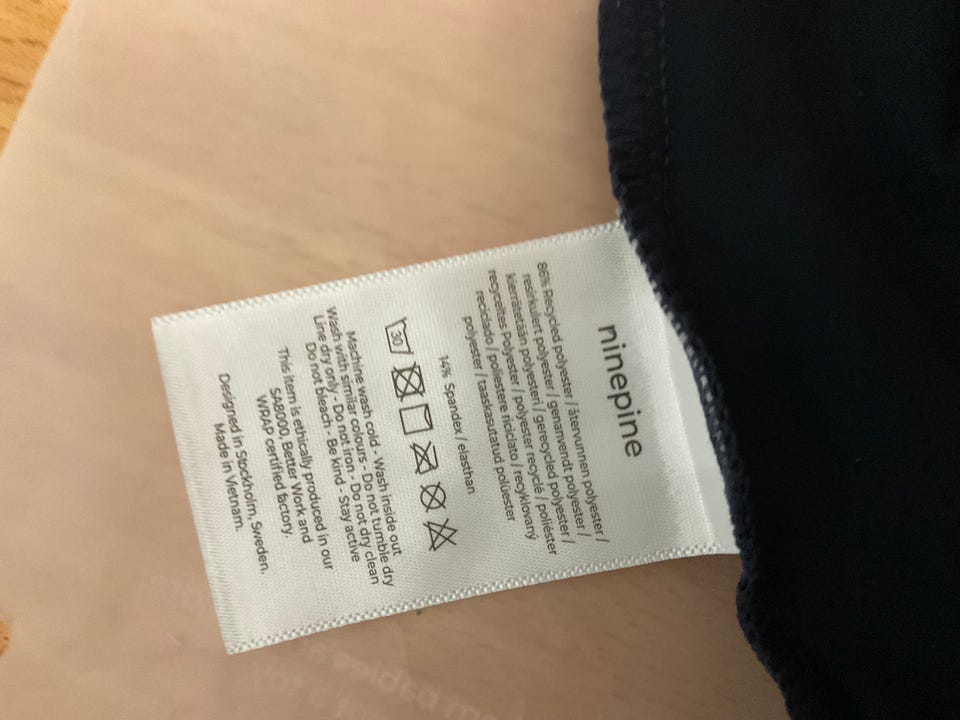 ninepine
86% Recycled polyester / återvunnen polyester /
resirkulert polyester / genanvendt polyester /
kierrätetään polyesteri / gerecycled polyester /
recyceltes Polyester / polyester recyclé / poliéster
reciclado / poliestere riciclato / recyklovaný
polyester / taaskasutatud polüester
14% Spandex / elasthan
30
Machine wash cold - Wash inside out
Wash with similar colours - Do not tumble dry
Line dry only - Do not iron - Do not dry clean
Do not bleach - Be kind - Stay active
This item is ethically produced in our
SA8000, Better Work and
WRAP certified factory.
Designed in Stockholm, Sweden.
Made in Vietnam.